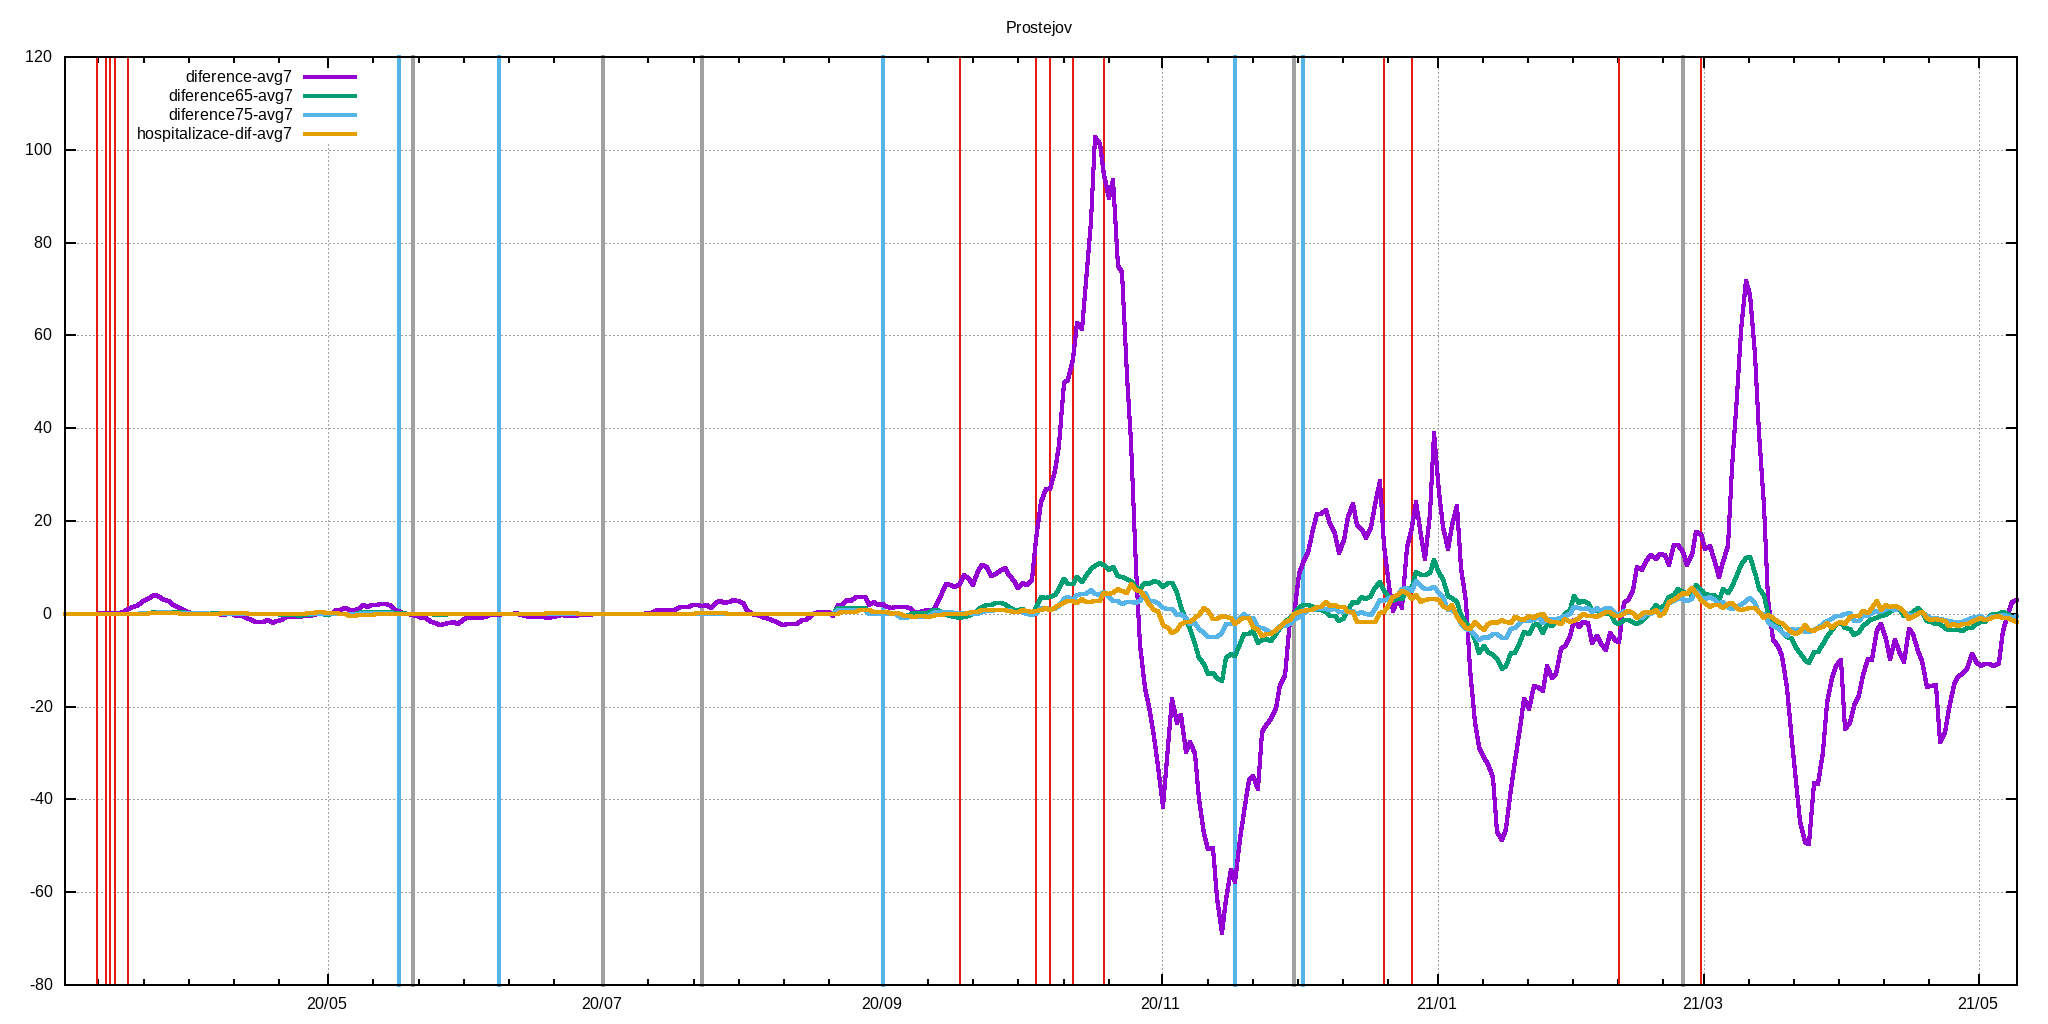 Prostejov
diference-avg7
diference65-avg7
diference75-avg7
hospitalizace-dif-avg7
120
100
80
60
40
20
0
-20
-40
-60
-80
20/05 20/07 20/09 20/11 21/01 21/03 21/05